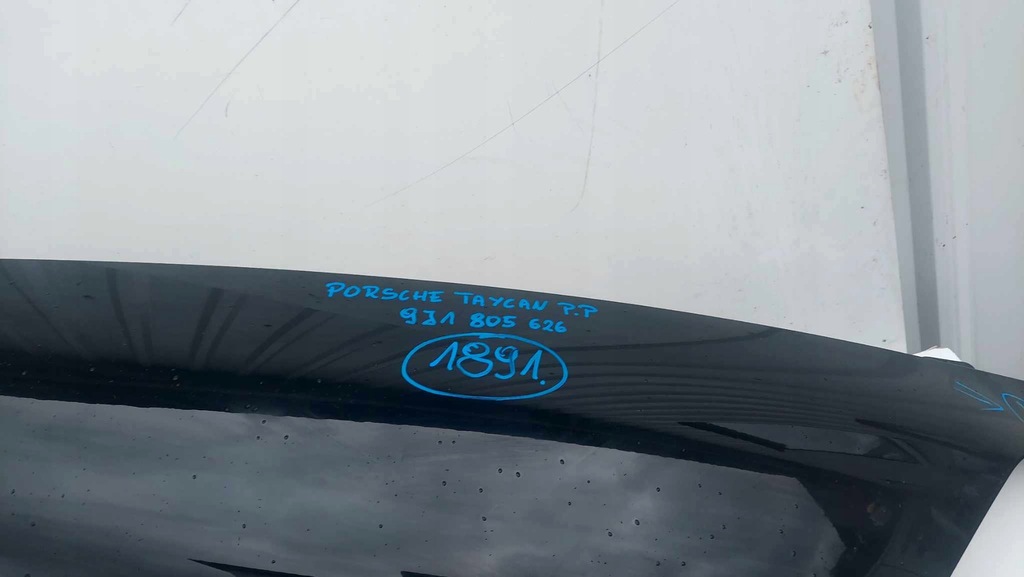 PORSCHE TAYCAN P.P
9J1 805 626
1891.